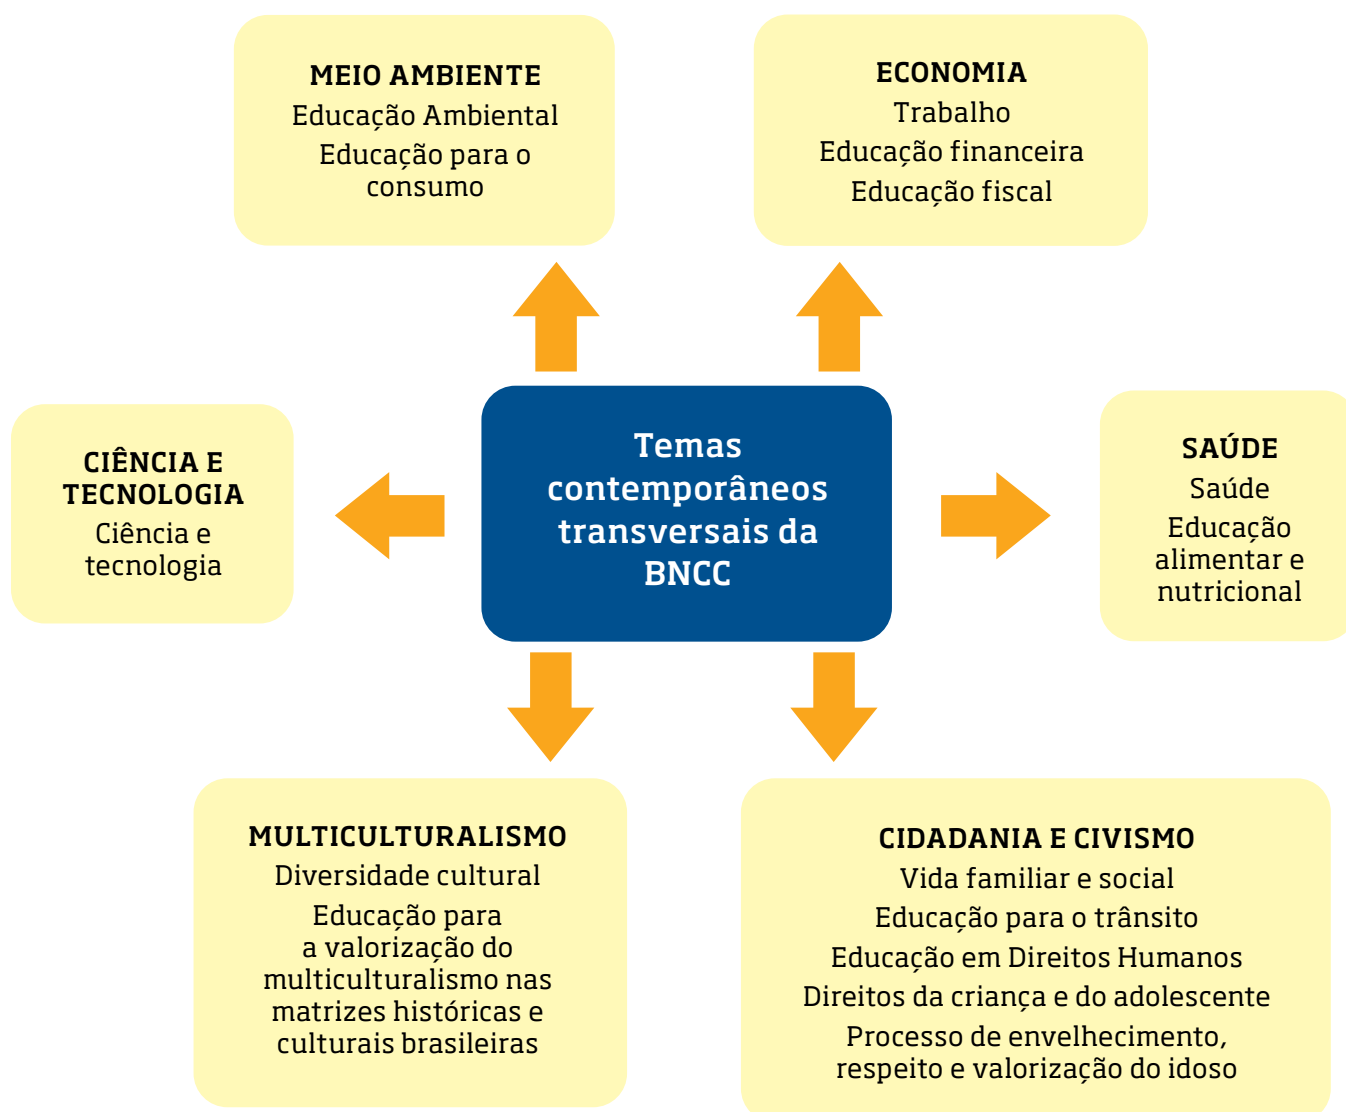 MEIO AMBIENTE
Educação Ambiental
Educação para o
consumo
ECONOMIA
Trabalho
Educação financeira
Educação fiscal
CIÊNCIA E
TECNOLOGIA
Ciência e
tecnologia
Temas
contemporâneos
transversais da
BNCC
SAÚDE
Saúde
Educação
alimentar e
nutricional
MULTICULTURALISMO
Diversidade cultural
Educação para
a valorização do
multiculturalismo nas
matrizes históricas e
culturais brasileiras
CIDADANIA E CIVISMO
Vida familiar e social
Educação para o trânsito
Educação em Direitos Humanos
Direitos da criança e do adolescente
Processo de envelhecimento,
respeito e valorização do idoso